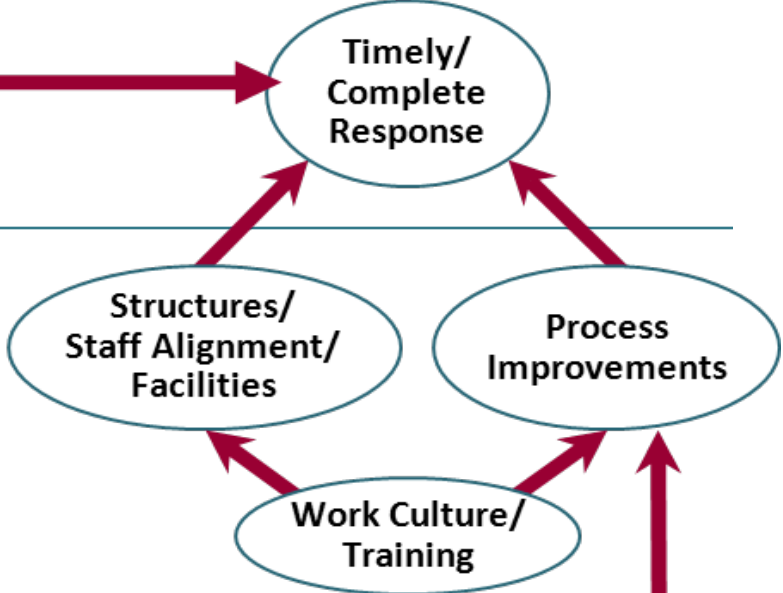 Timely/
Complete
Response
Structures/
Staff Alignment/
Facilities
Process
Improvements
Work Culture/
Training